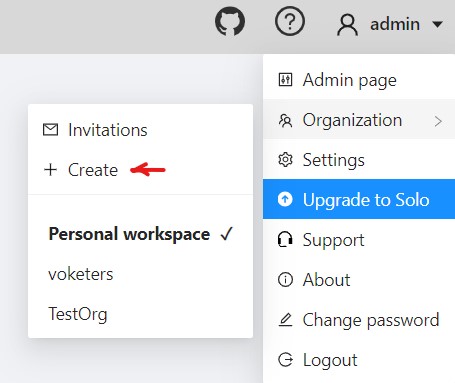 admin
Admin page
Organization
Settings
Upgrade to Solo
Support
About
Change password
Logout
Invitations
Create
Personal workspace
voketers
TestOrg